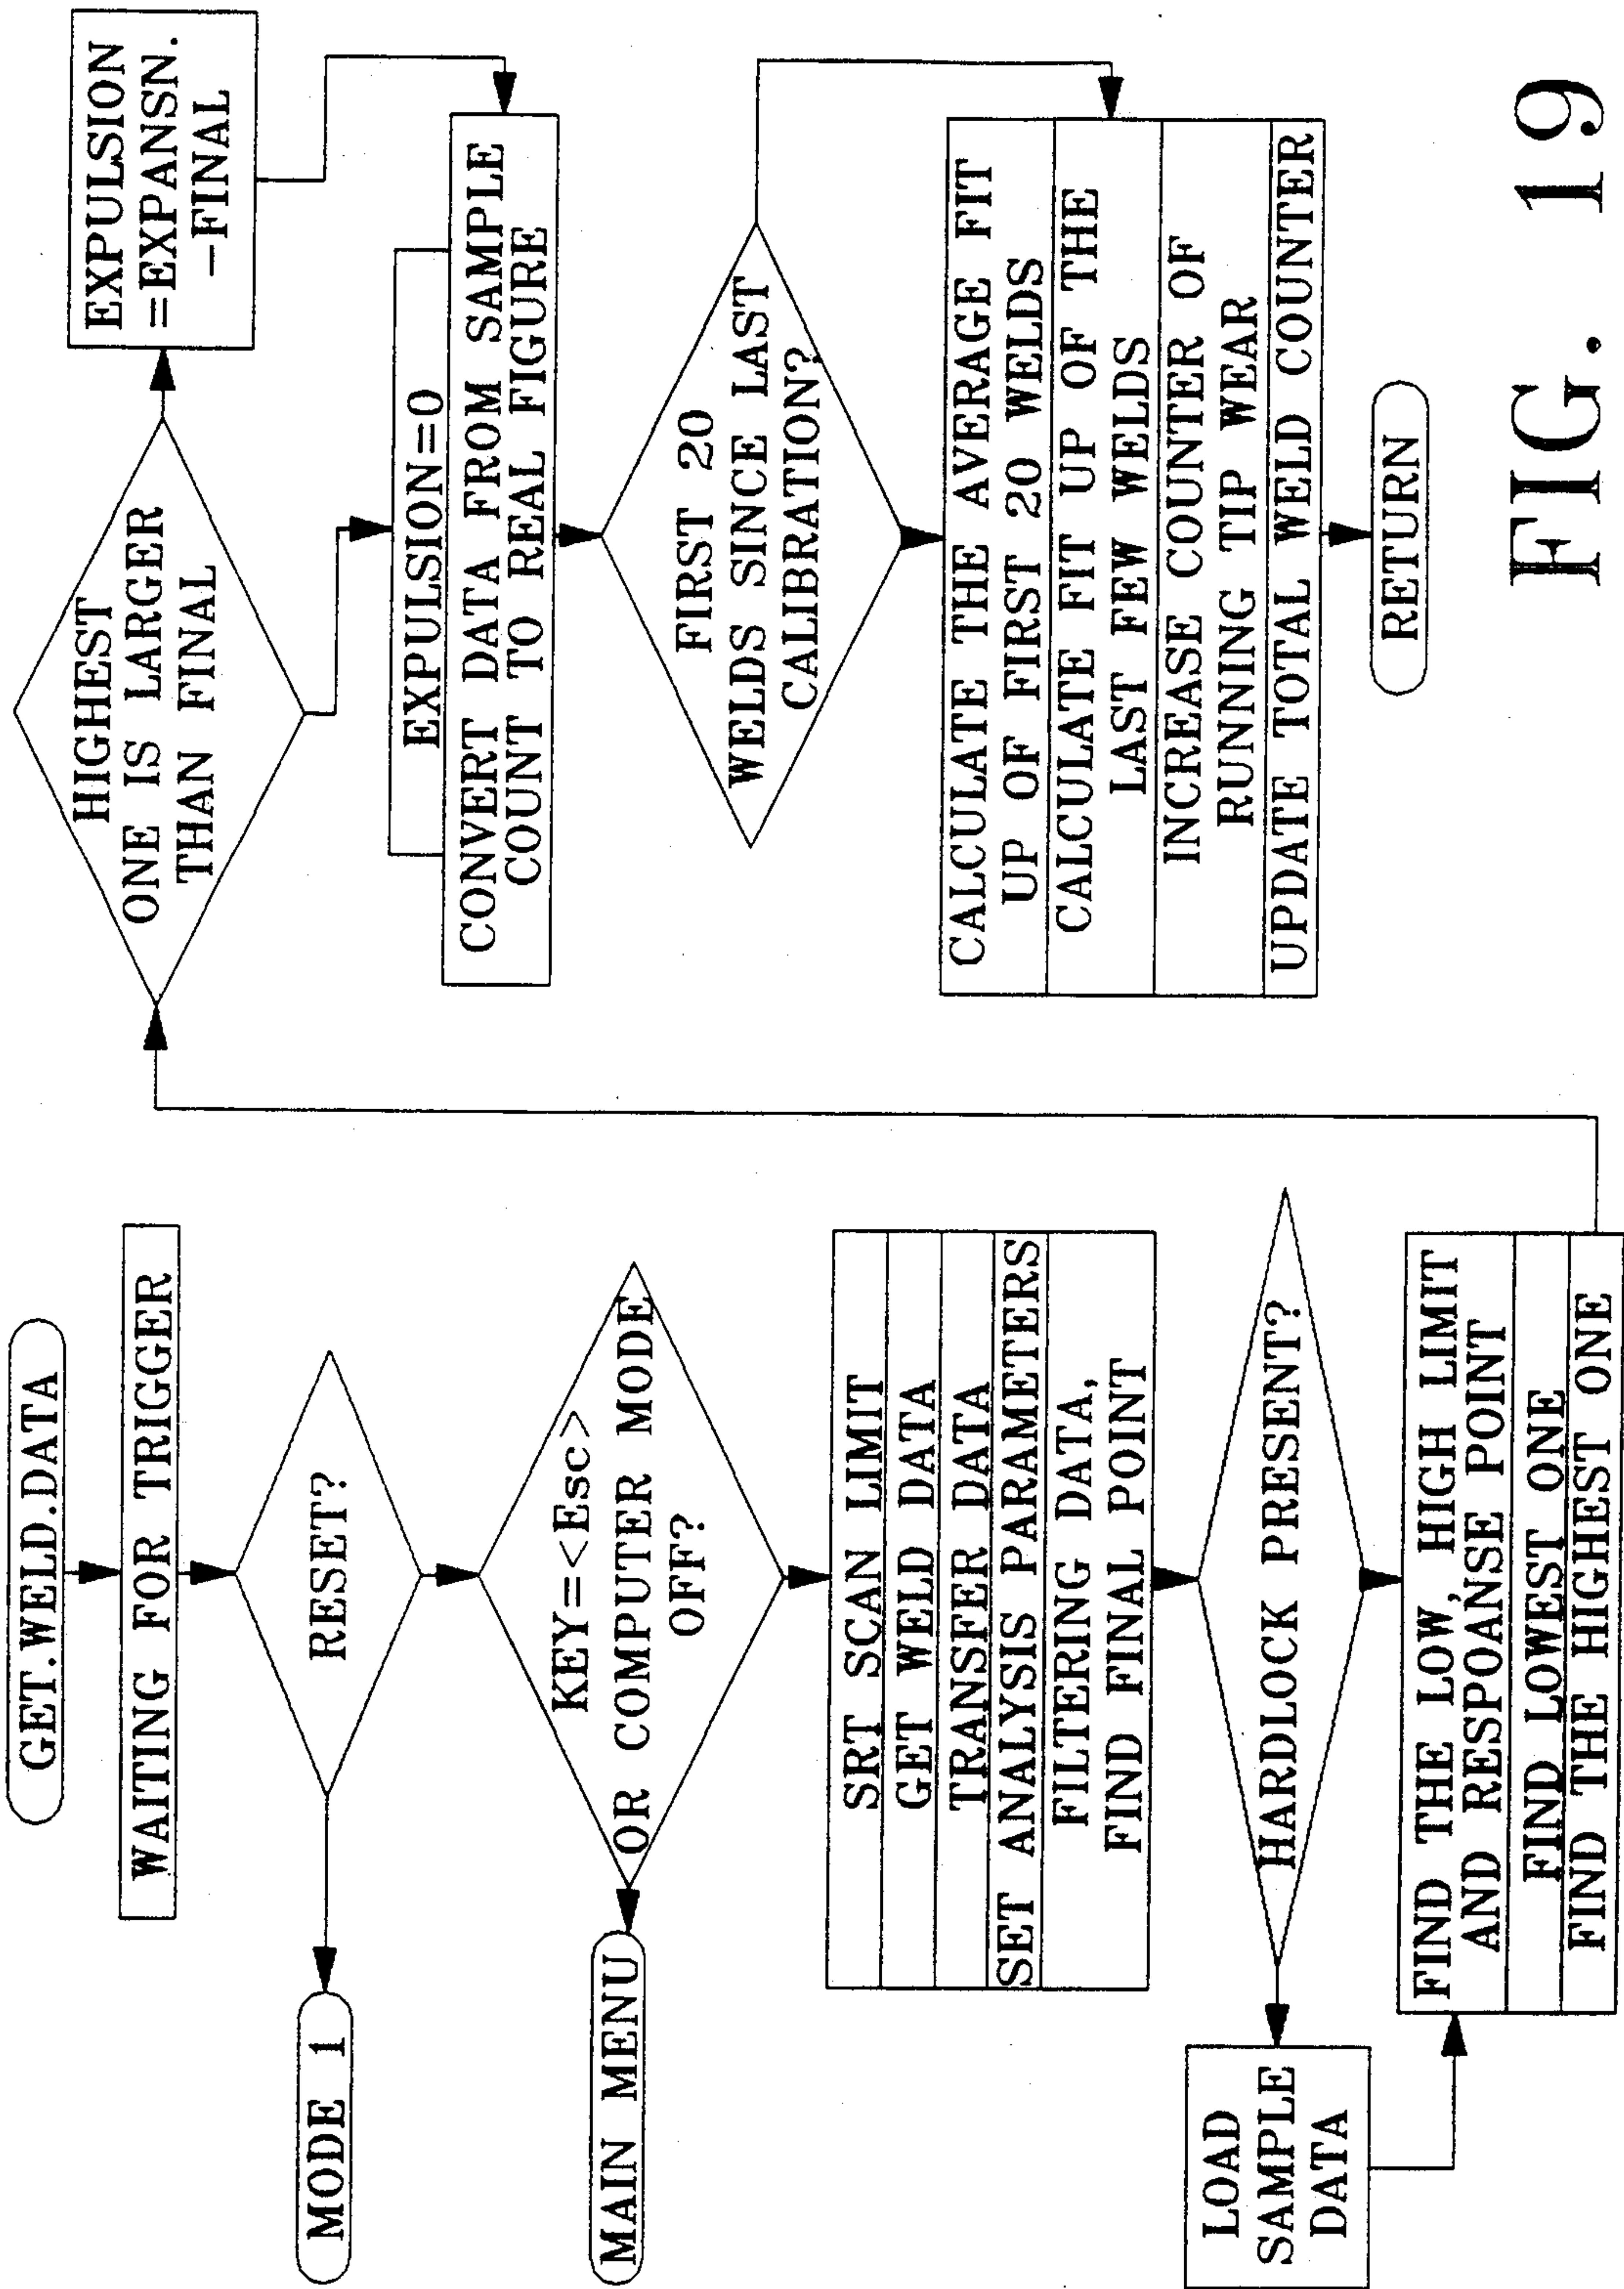 GET.WELD.DATA
WAITING FOR TRIGGER
RESET?
MODE 1
KEY=<Esc>
OR COMPUTER MODE
OFF?
MAIN MENU
SRT SCAN LIMIT
GET WELD DATA
TRANSFER DATA
SET ANALYSIS PARAMETERS
FILTERING DATA,
FIND FINAL POINT
HARDLOCK PRESENT?
LOAD
SAMPLE
DATA
FIND THE LOW, HIGH LIMIT
AND RESPOANSE POINT
FIND LOWEST ONE
FIND THE HIGHEST ONE
HIGHEST
ONE IS LARGER
THAN FINAL
EXPULSION
=EXPANSN.
-FINAL
EXPULSION=0
CONVERT DATA FROM SAMPLE
COUNT TO REAL FIGURE
FIRST 20
WELDS SINCE LAST
CALIBRATION?
CALCULATE THE AVERAGE FIT
UP OF FIRST 20 WELDS
CALCULATE FIT UP OF THE
LAST FEW WELDS
INCREASE COUNTER OF
RUNNING TIP WEAR
UPDATE TOTAL WELD COUNTER
RETURN
FIG. 19